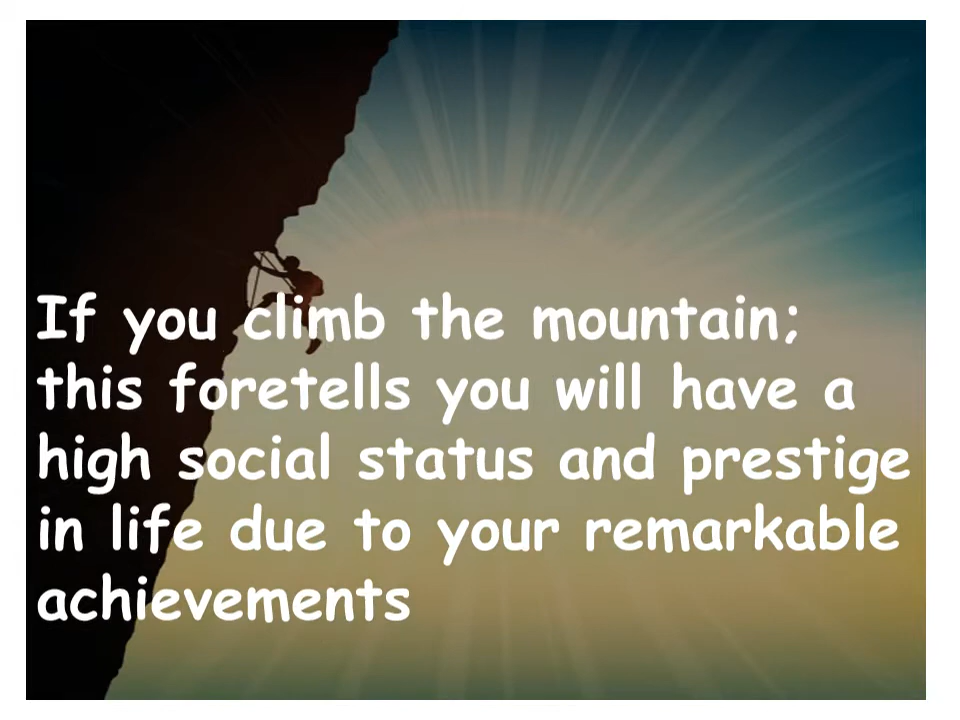 If you climb the mountain;
this foretells you will have a
high social status and prestige
in life due to your remarkable
achievements